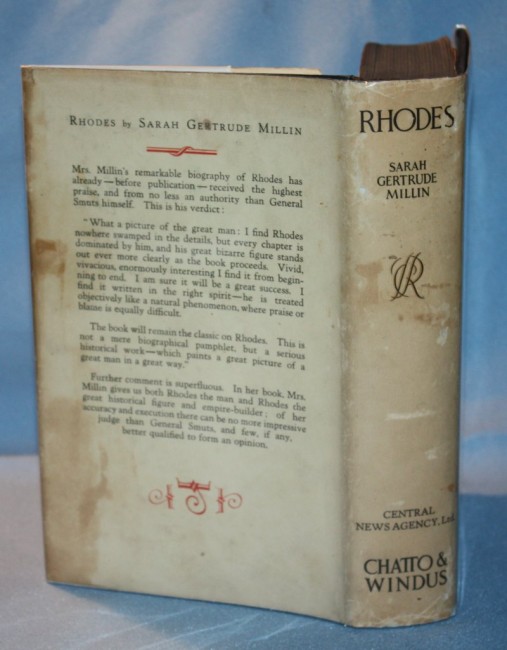 RHODES by SARAH GERTRUDE MILLIN
Mrs. Millin's remarkable biography of Rhodes has
already—before publication—received the highest
praise, and from no less an authority than General
Smuts himself. This is his verdict:
"What a picture of the great man: I find Rhodes
nowhere swamped in the details, but every chapter is
dominated by him, and his great bizarre figure stands
out ever more clearly as the book proceeds. Vivid,
vivacious, enormously interesting I find it from begin-
ning to end. I am sure it will be a great success. I
find it written in the right spirit—he is treated
objectively like a natural phenomenon, where praise or
blame is equally difficult.
The book will remain the classic on Rhodes. This is
not a mere biographical pamphlet, but a serious
historical work—which paints a great picture of a
great man in a great way."
Further comment is superfluous. In her book, Mrs.
Millin gives us both Rhodes the man and Rhodes the
great historical figure and empire-builder; of her
accuracy and execution there can be no more impressive
judge than General Smuts, and few, if any,
better qualified to form an opinion.
RHODES
SARAH
GERTRUDE
MILLIN
CENTRAL
NEWS AGENCY, Ltd.
CHATTO &
WINDUS